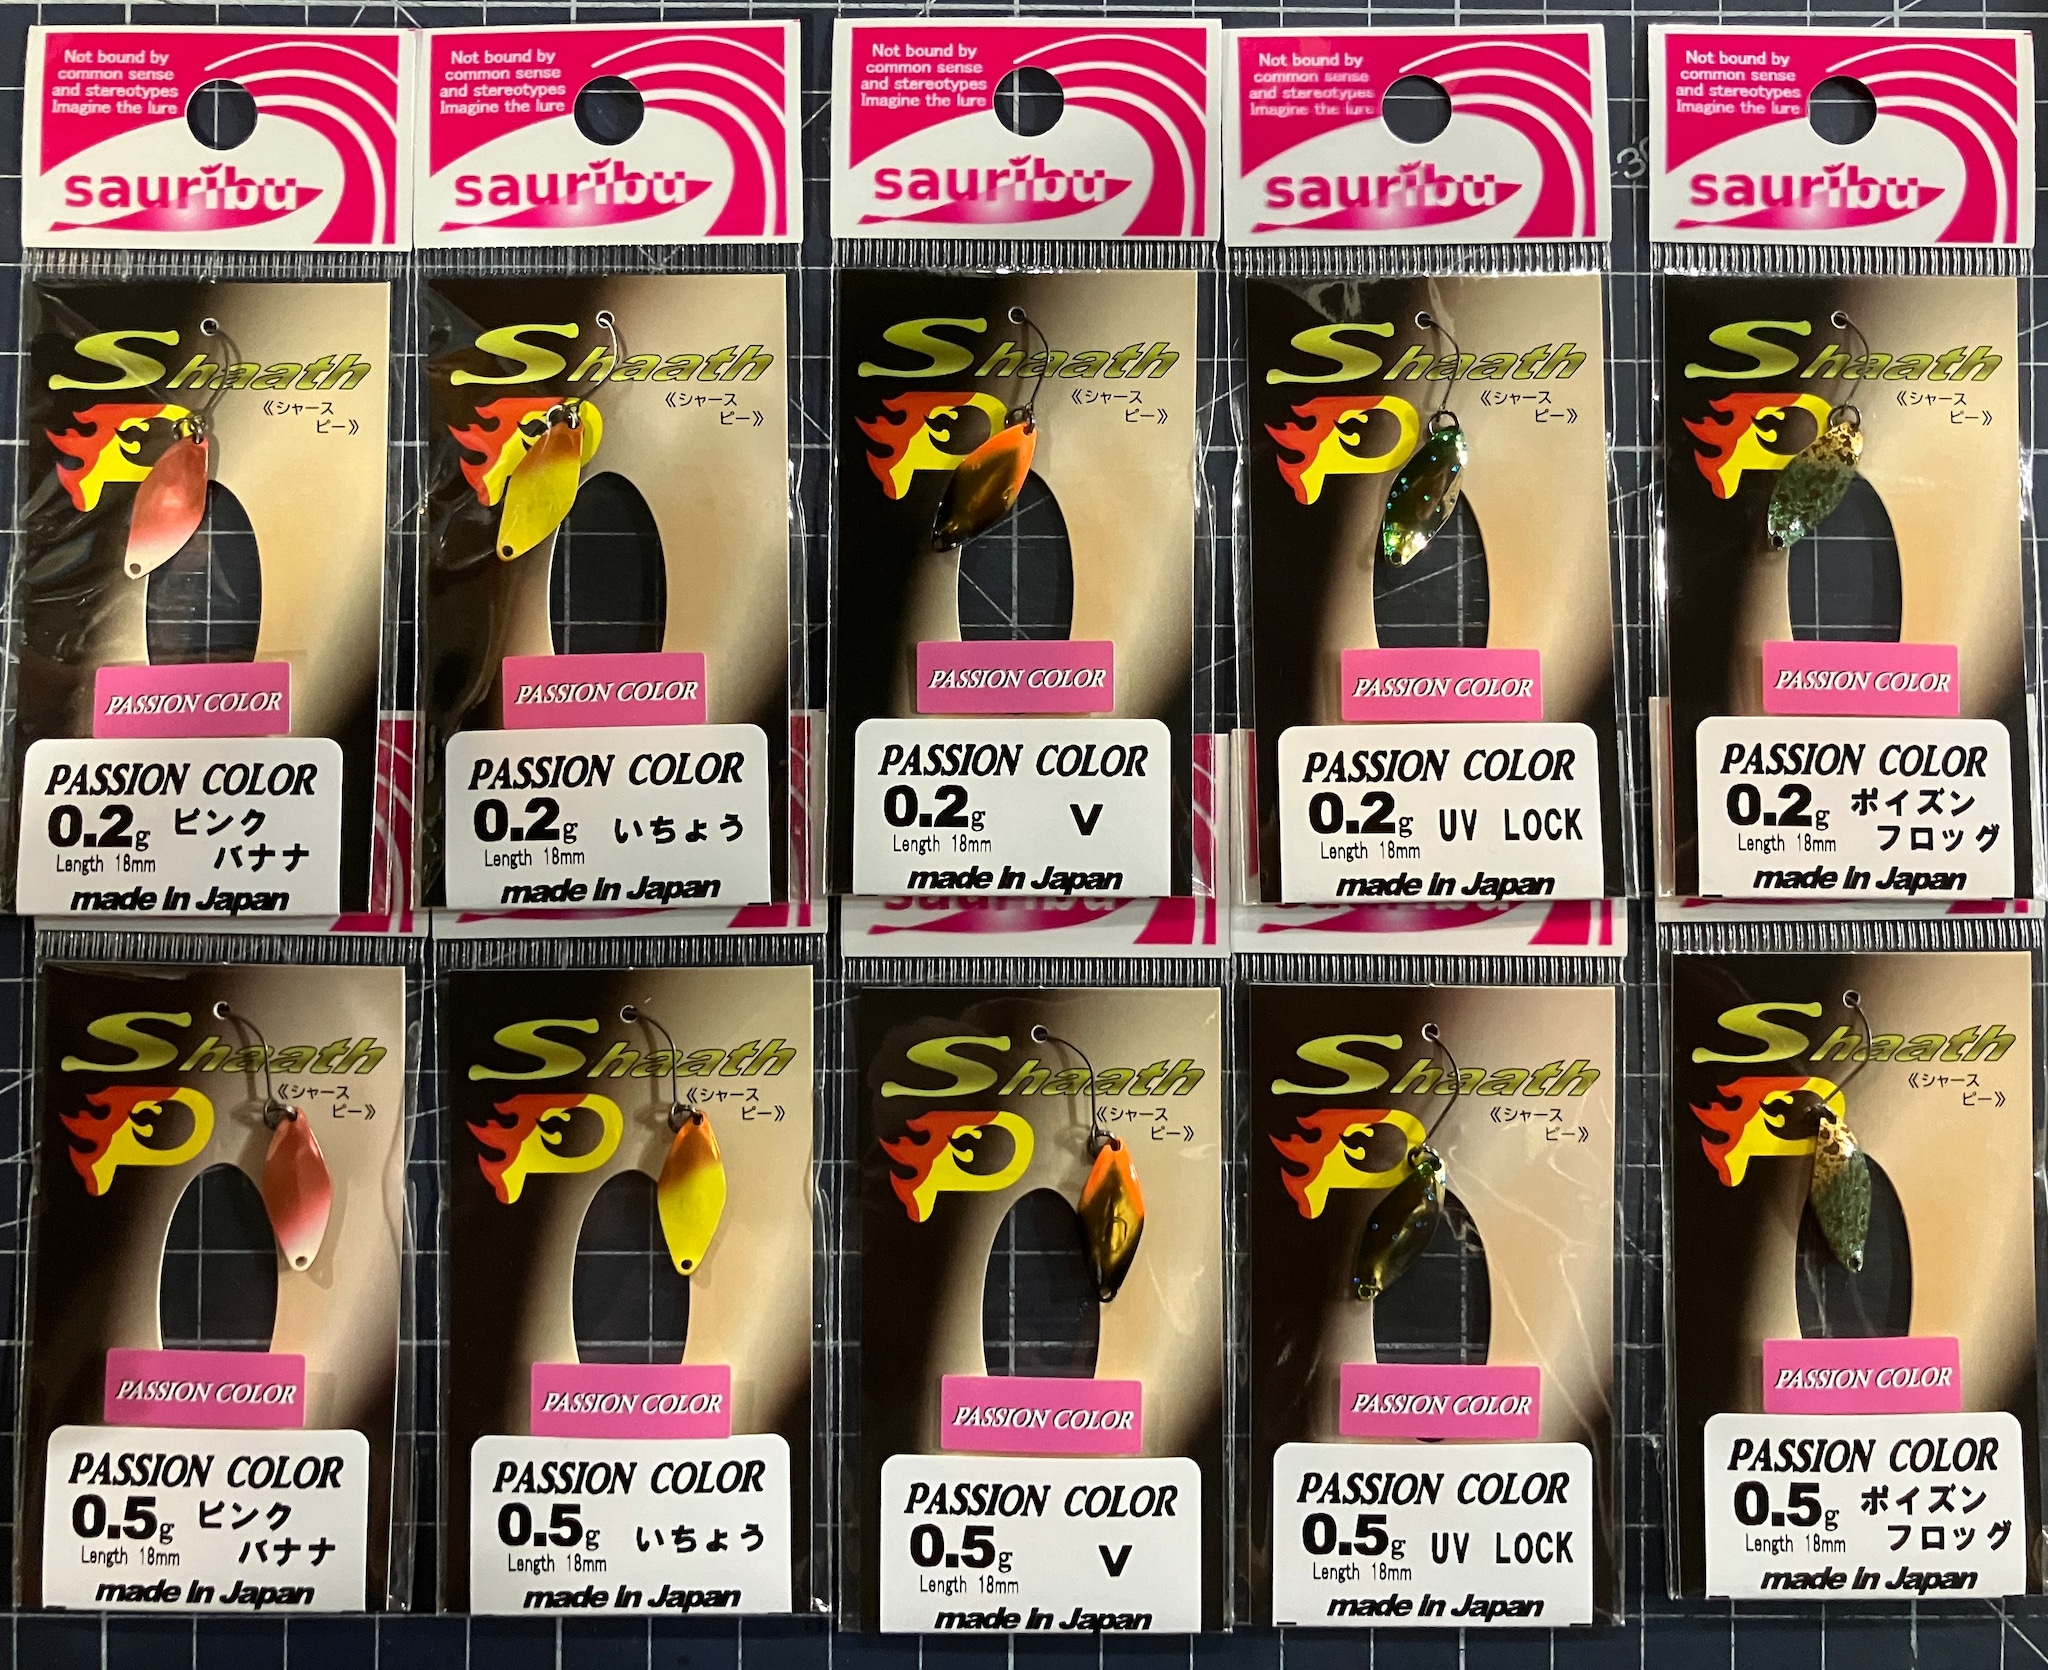 Not bound by
common sense
and stereotypes
Imagine the lure
sauribu
Shaath
P
《シャース
ピー》
PASSION COLOR
PASSION COLOR
0.2g ピンク
バナナ
Length 18mm
made in Japan
Not bound by
common sense
and stereotypes
Imagine the lure
sauribu
Shaath
P
《シャース
ピー》
PASSION COLOR
PASSION COLOR
0.2g いちょう
Length 18mm
made in Japan
Not bound by
common sense
and stereotypes
Imagine the lure
sauribu
Shaath
P
《シャース
ピー》
PASSION COLOR
PASSION COLOR
0.2g V
Length 18mm
made in Japan
Not bound by
common sense
and stereotypes
Imagine the lure
sauribu
Shaath
P
《シャース
ピー》
PASSION COLOR
PASSION COLOR
0.2g UV LOCK
Length 18mm
made in Japan
Not bound by
common sense
and stereotypes
Imagine the lure
sauribu
Shaath
P
《シャース
ピー》
PASSION COLOR
PASSION COLOR
0.2g ポイズン
フロッグ
Length 18mm
made in Japan
Shaath
P
《シャース
ピー》
PASSION COLOR
PASSION COLOR
0.5g ピンク
バナナ
Length 18mm
made in Japan
Shaath
P
《シャース
ピー》
PASSION COLOR
PASSION COLOR
0.5g いちょう
Length 18mm
made in Japan
sauribu
Shaath
P
《シャース
ピー》
PASSION COLOR
PASSION COLOR
0.5g V
Length 18mm
made in Japan
Shaath
P
《シャース
ピー》
PASSION COLOR
PASSION COLOR
0.5g UV LOCK
Length 18mm
made in Japan
Shaath
P
《シャース
ピー》
PASSION COLOR
PASSION COLOR
0.5g ポイズン
フロッグ
Length 18mm
made in Japan